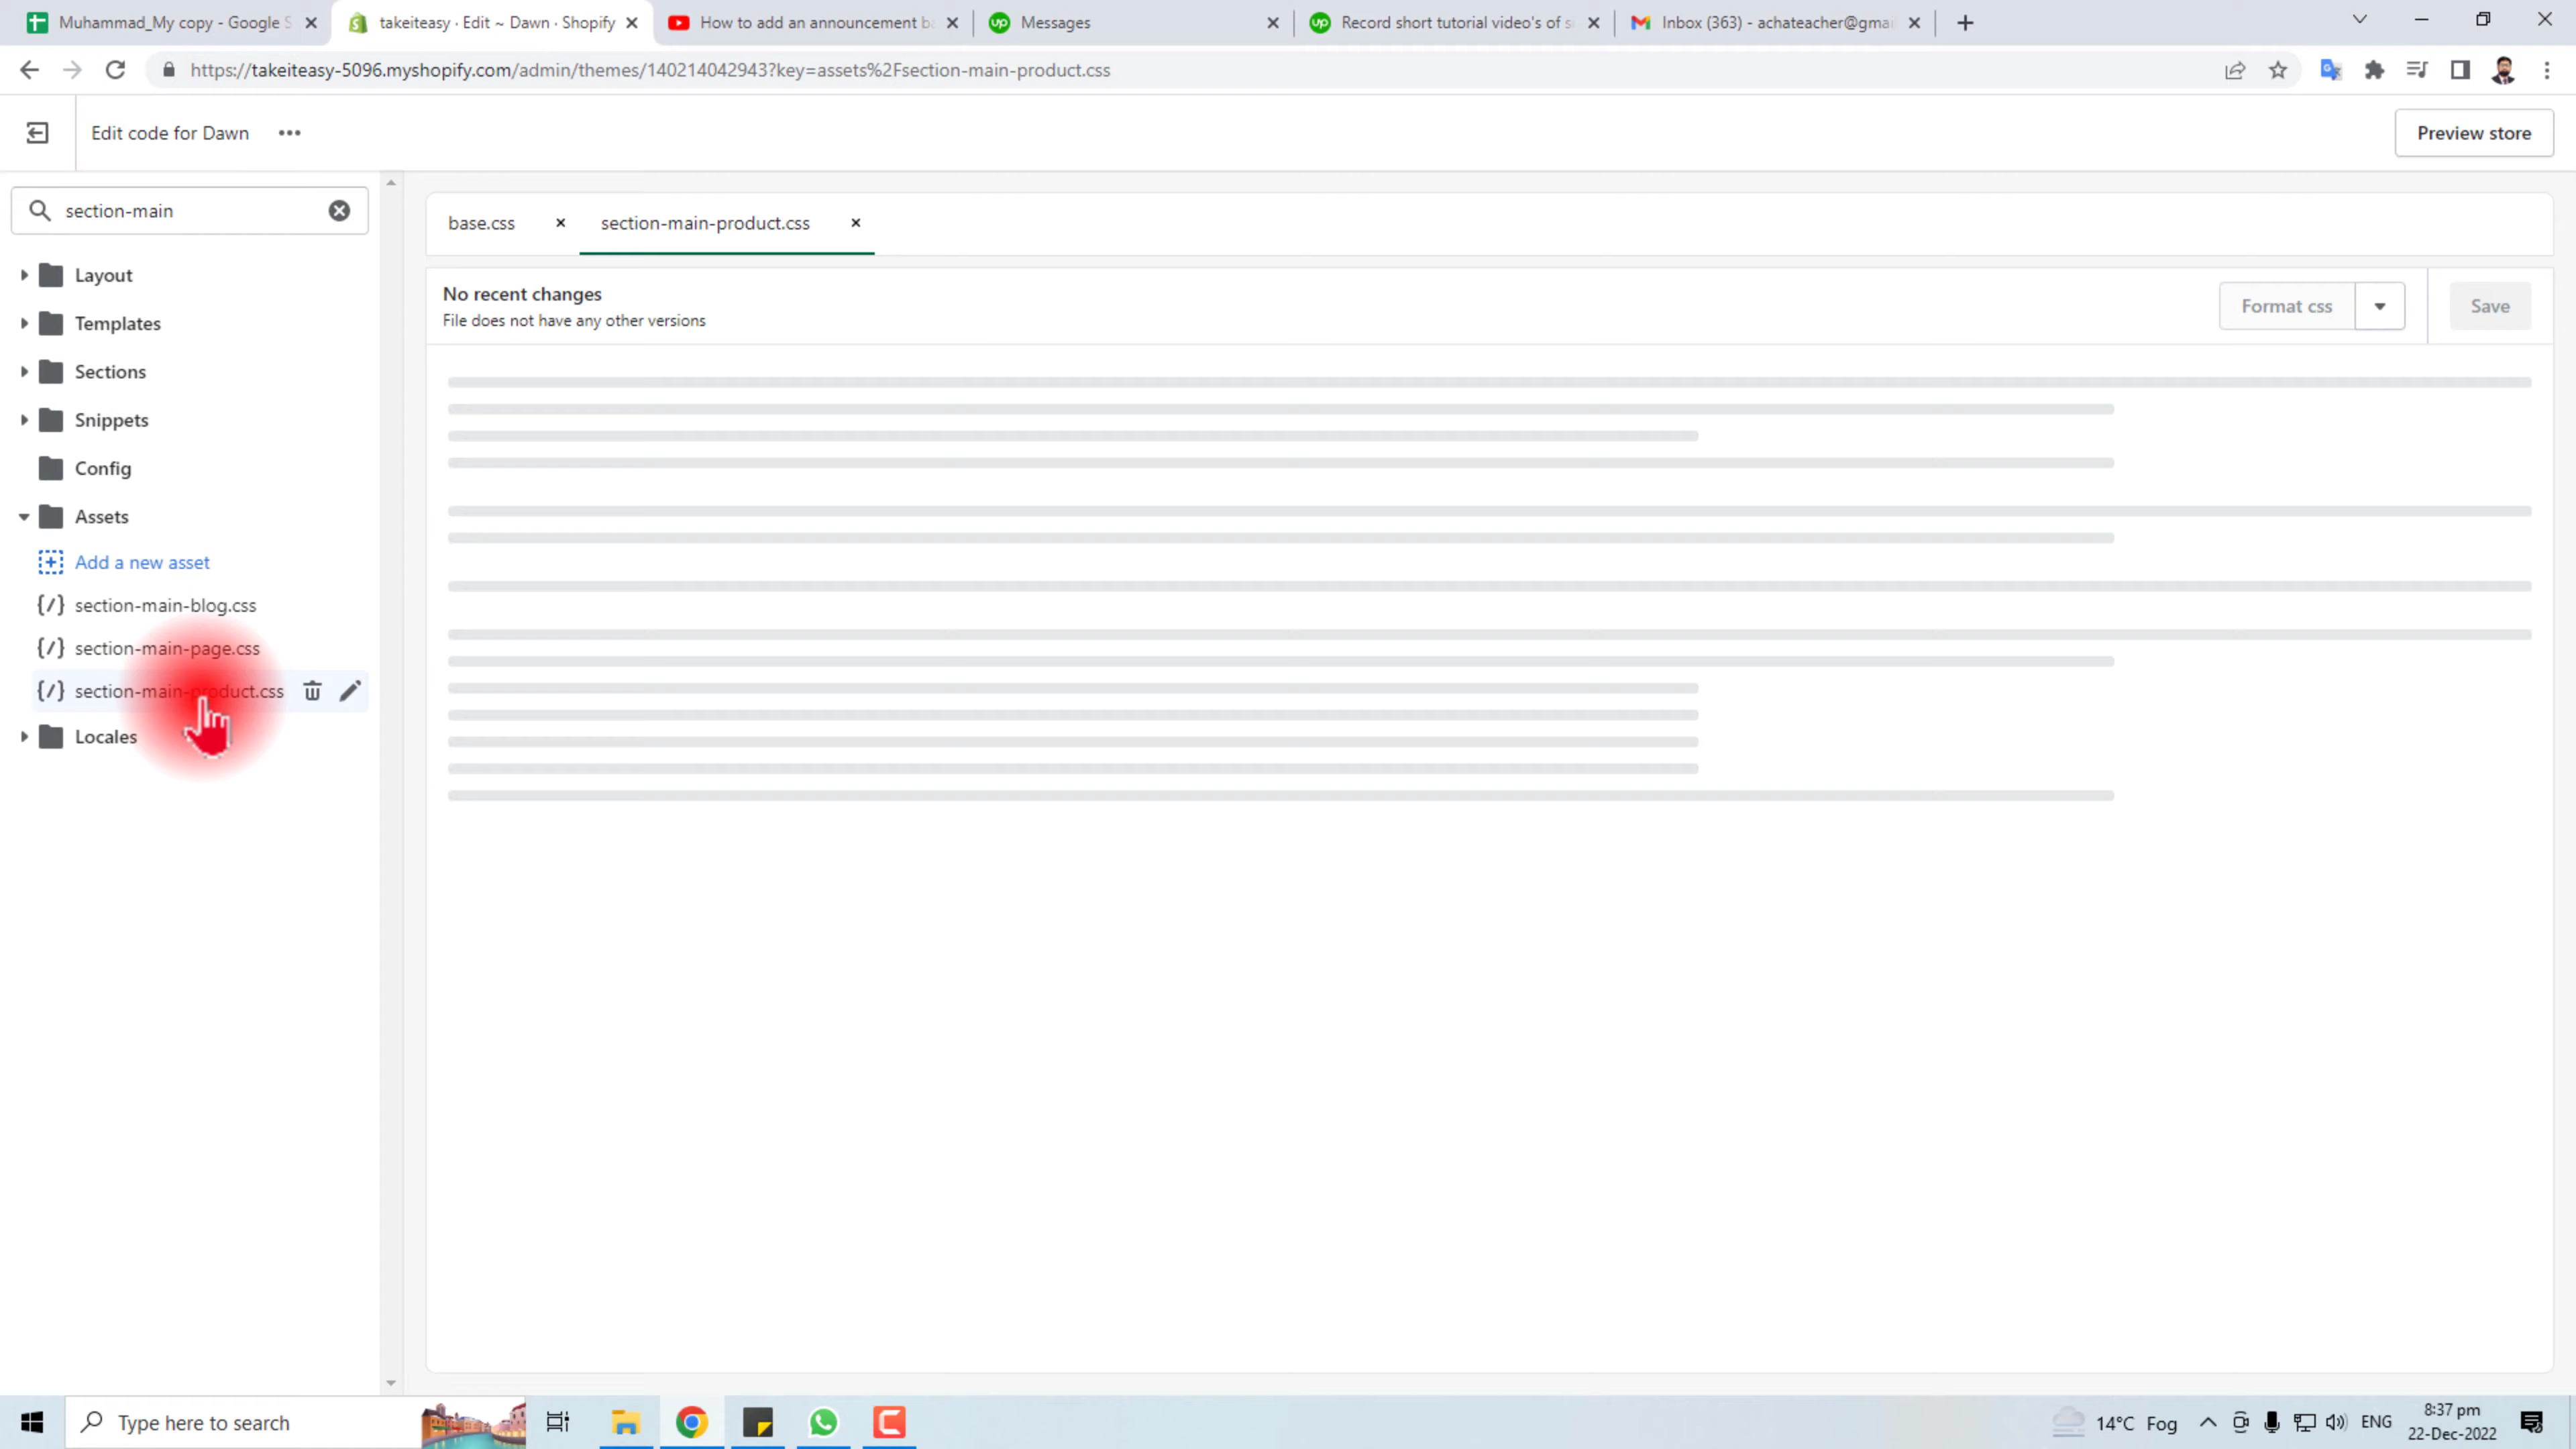 Muhammad_My copy - Google S
takeiteasy · Edit ~ Dawn · Shopify
How to add an announcement ba
Messages
Record short tutorial video's of s
Inbox (363) - achateacher@gmai
https://takeiteasy-5096.myshopify.com/admin/themes/140214042943?key=assets%2Fsection-main-product.css
Edit code for Dawn
Preview store
section-main
base.css
section-main-product.css
Layout
Templates
Sections
Snippets
Config
Assets
Add a new asset
section-main-blog.css
section-main-page.css
section-main-product.css
Locales
No recent changes
File does not have any other versions
Format css
Save
Type here to search
14°C Fog
ENG
8:37 pm
22-Dec-2022